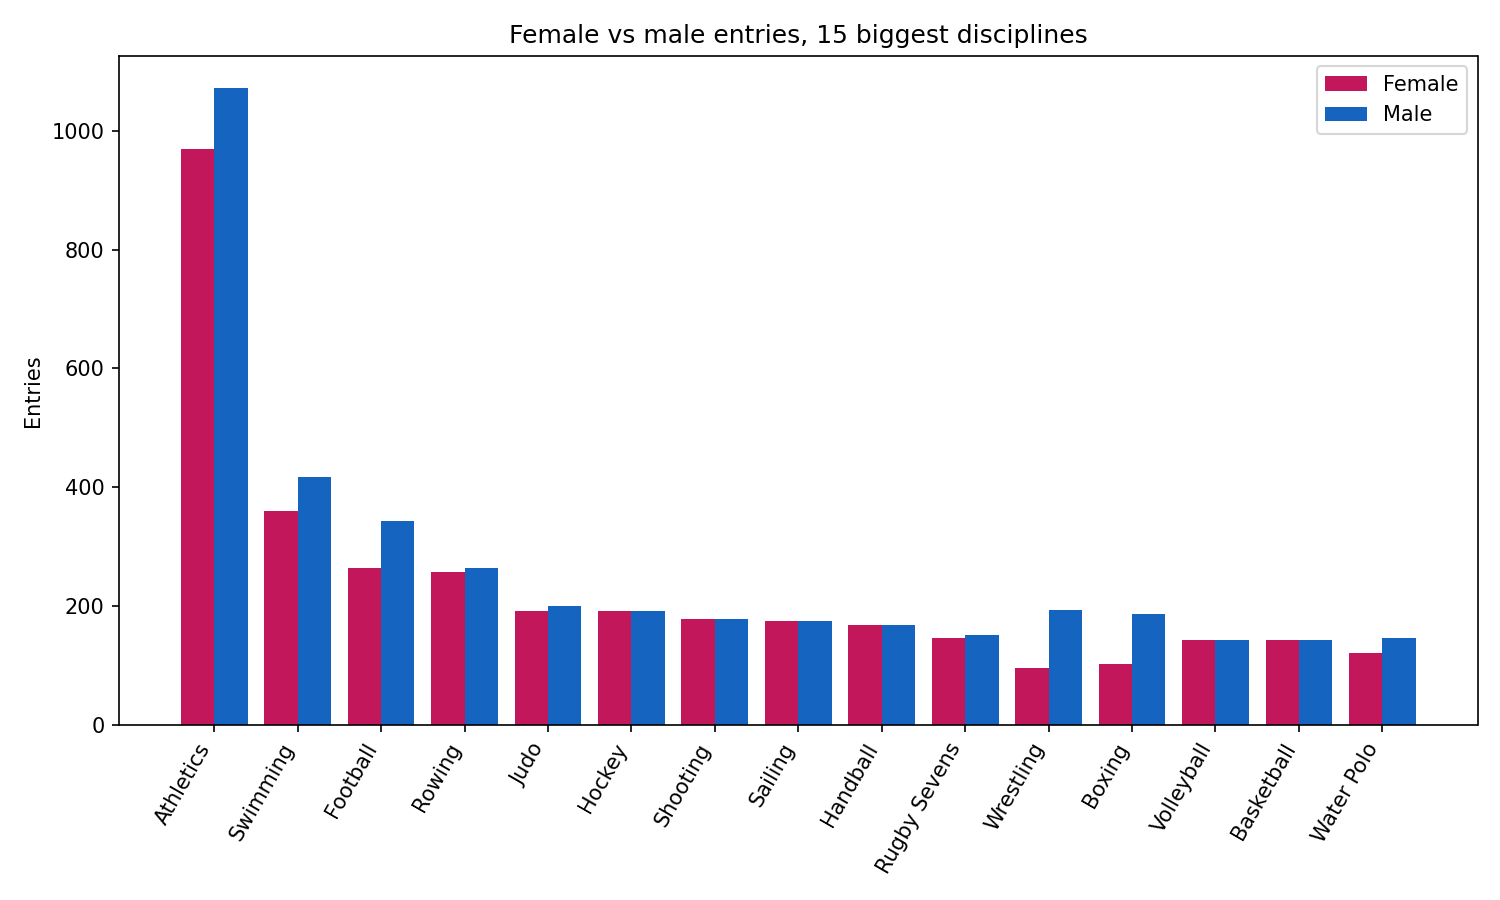 Female vs male entries, 15 biggest disciplines
Female
Male
Entries
1000
800
600
400
200
0
Athletics
Swimming
Football
Rowing
Judo
Hockey
Shooting
Sailing
Handball
Rugby Sevens
Wrestling
Boxing
Volleyball
Basketball
Water Polo